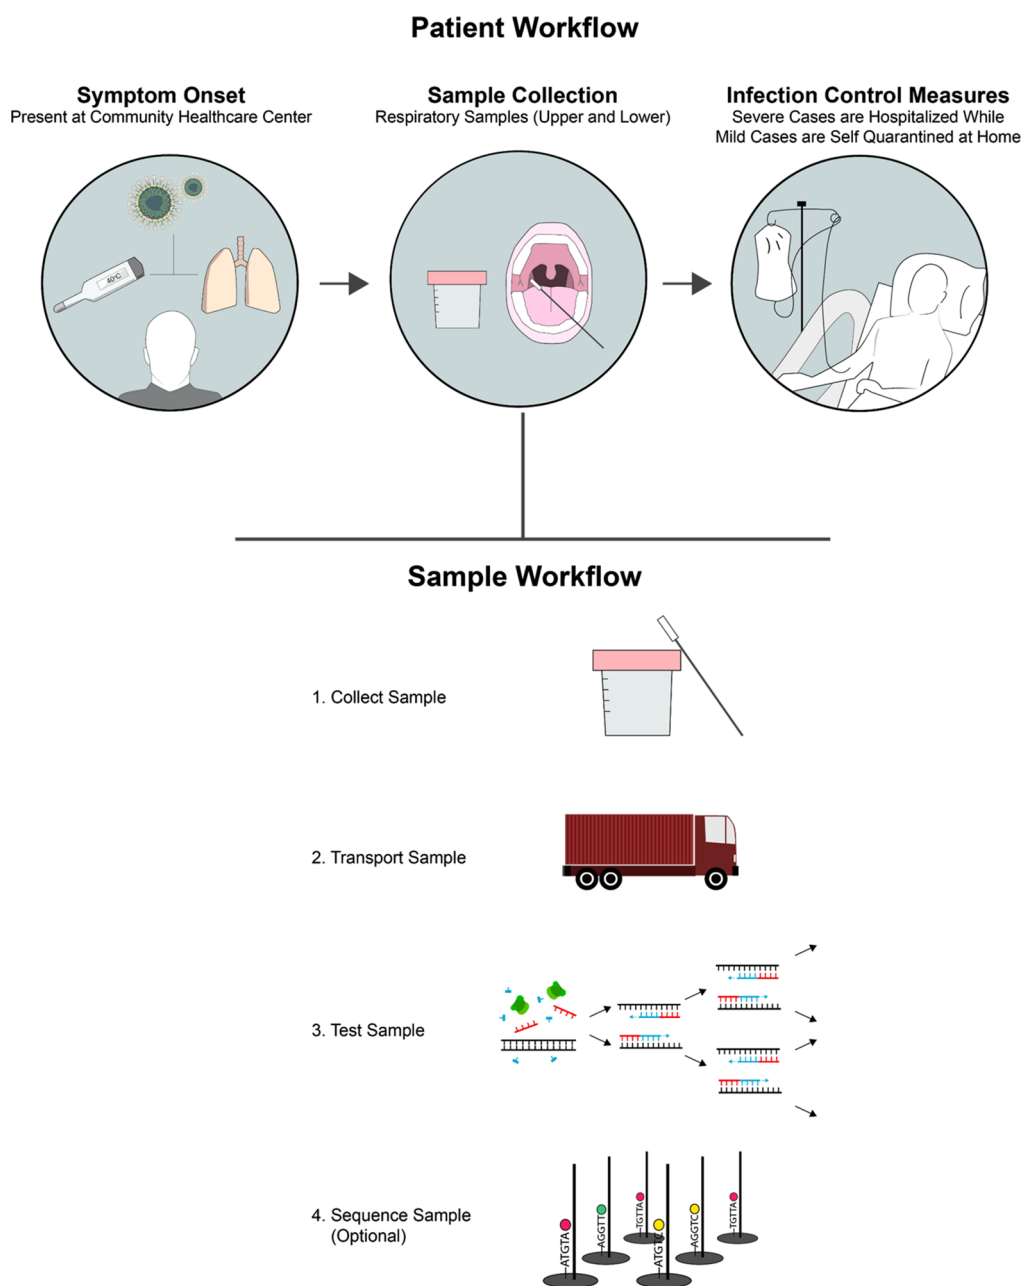 Patient Workflow
Symptom Onset
Present at Community Healthcare Center
Sample Collection
Respiratory Samples (Upper and Lower)
Infection Control Measures
Severe Cases are Hospitalized While
Mild Cases are Self Quarantined at Home
40°C
Sample Workflow
1. Collect Sample
2. Transport Sample
3. Test Sample
4. Sequence Sample
(Optional)
ATGTA
AGGTT
TGTTA
ATGTC
AGGTC
TGTTA